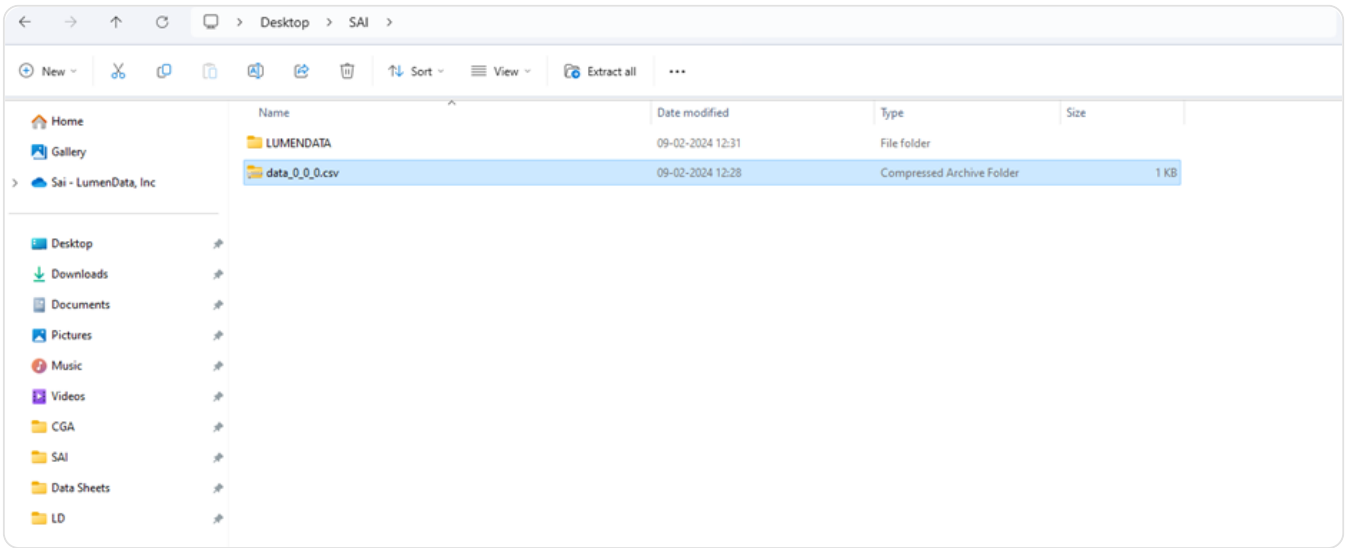 Desktop > SAI >
New Sort View Extract all ...
Name Date modified Type Size
LUMENDATA 09-02-2024 12:31 File folder
data_0_0_0.csv 09-02-2024 12:28 Compressed Archive Folder 1 KB
Home
Gallery
Sai - LumenData, Inc
Desktop
Downloads
Documents
Pictures
Music
Videos
CGA
SAI
Data Sheets
LD